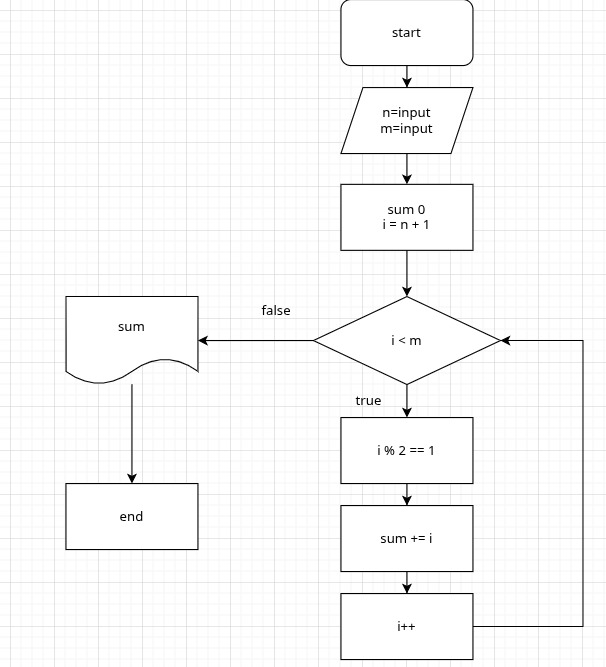 start
n=input
m=input
sum 0
i = n + 1
i < m
false
sum
true
i % 2 == 1
end
sum += i
i++